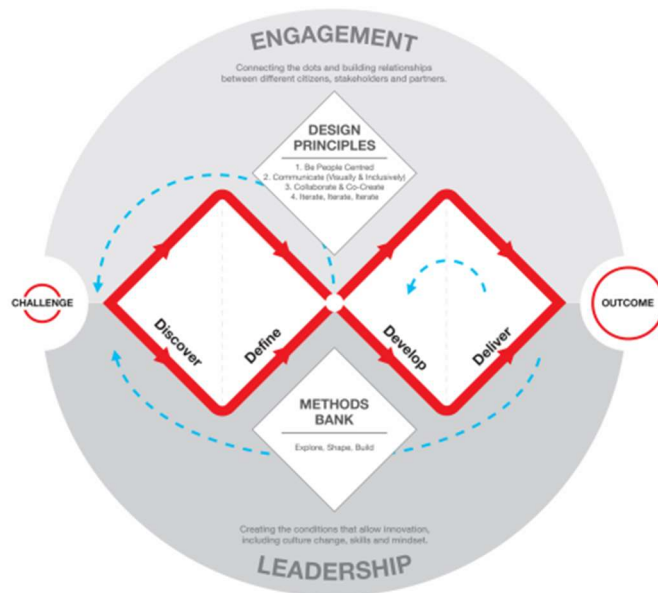 ENGAGEMENT
Connecting the dots and building relationships
between different citizens, stakeholders and partners.
DESIGN
PRINCIPLES
1. Be People Centred
2. Communicate (Visually & Inclusively)
3. Collaborate & Co-Create
4. Iterate, Iterate, Iterate
CHALLENGE
OUTCOME
Discover
Define
Develop
Deliver
METHODS
BANK
Explore, Shape, Build
Creating the conditions that allow innovation,
including culture change, skills and mindset.
LEADERSHIP